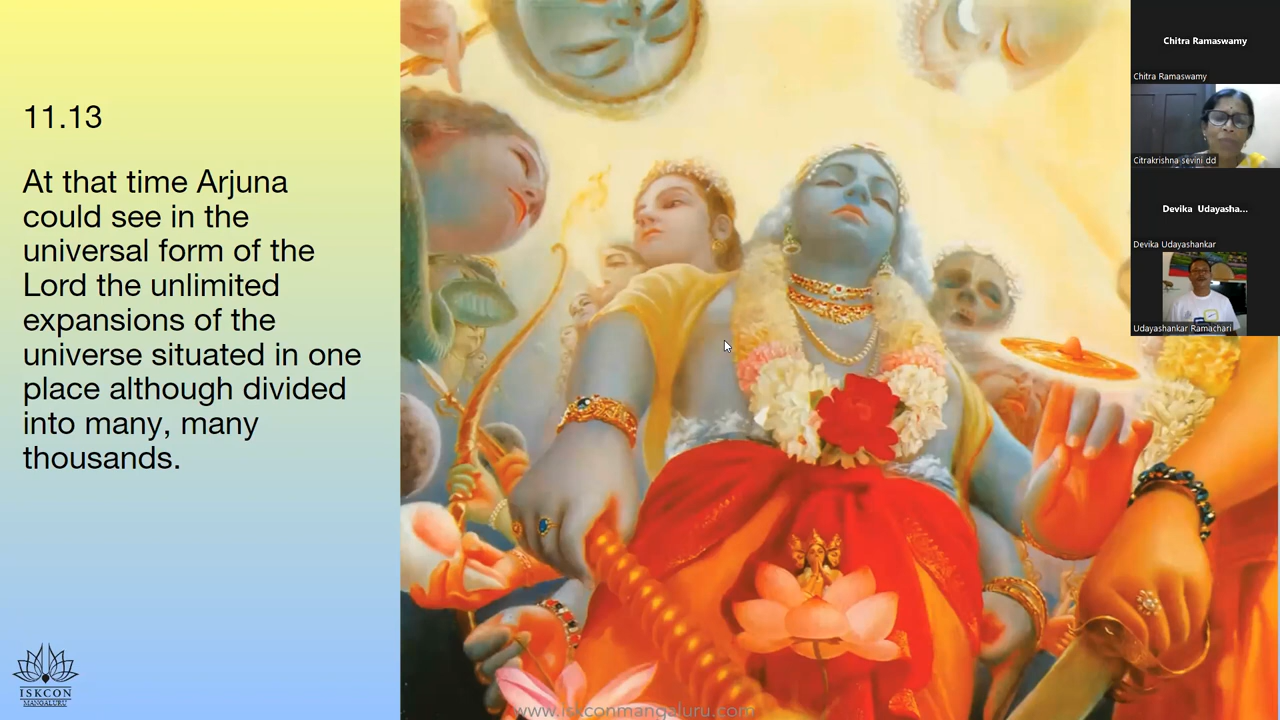 11.13
At that time Arjuna
could see in the
universal form of the
Lord the unlimited
expansions of the
universe situated in one
place although divided
into many, many
thousands.
ISKCON
MANGALURU
www.iskconmangaluru.com
Chitra Ramaswamy
Chitra Ramaswamy
Citrakrishna sevini dd
Devika Udayasha...
Devika Udayashankar
Udayashankar Ramachari